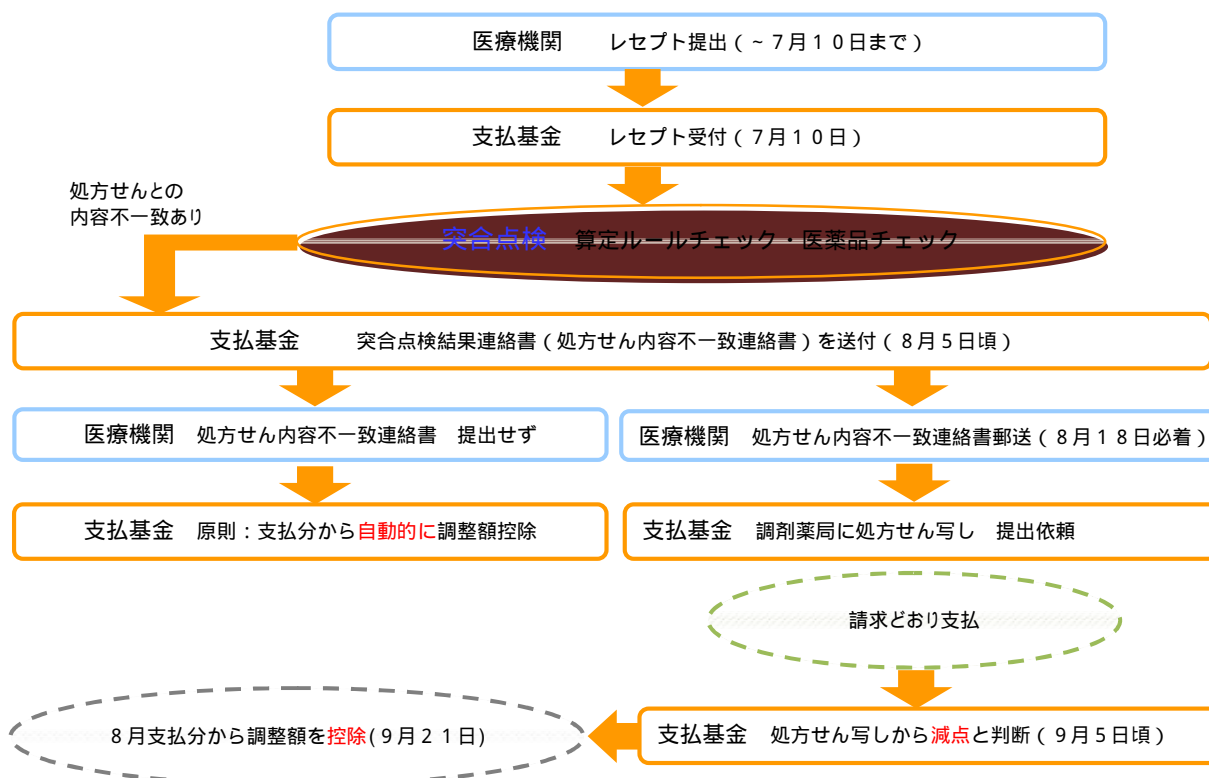 医療機関　レセプト提出（～７月１０日まで）
支払基金　レセプト受付（７月１０日）
処方せんとの
内容不一致あり
突合点検　算定ルールチェック・医薬品チェック
支払基金　突合点検結果連絡書（処方せん内容不一致連絡書）を送付（８月５日頃）
医療機関　処方せん内容不一致連絡書　提出せず
医療機関　処方せん内容不一致連絡書郵送（８月１８日必着）
支払基金　原則：支払分から自動的に調整額控除
支払基金　調剤薬局に処方せん写し　提出依頼
請求どおり支払
８月支払分から調整額を控除(９月２１日)
支払基金　処方せん写しから減点と判断（９月５日頃）